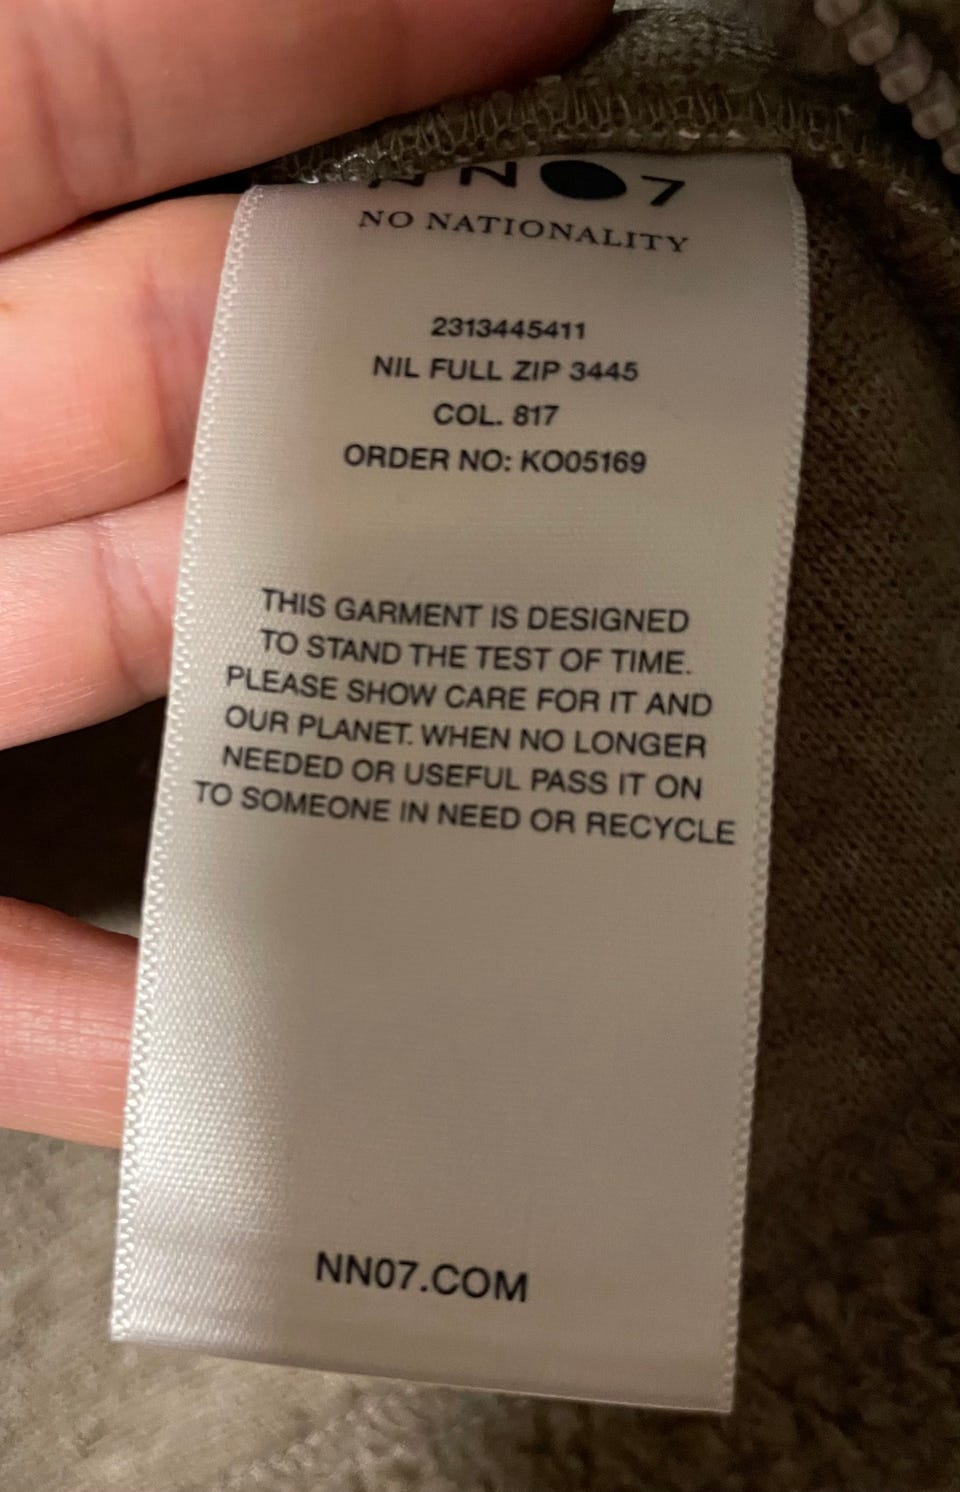 NN07
NO NATIONALITY
2313445411
NIL FULL ZIP 3445
COL. 817
ORDER NO: KO05169
THIS GARMENT IS DESIGNED
TO STAND THE TEST OF TIME.
PLEASE SHOW CARE FOR IT AND
OUR PLANET. WHEN NO LONGER
NEEDED OR USEFUL PASS IT ON
TO SOMEONE IN NEED OR RECYCLE
NN07.COM